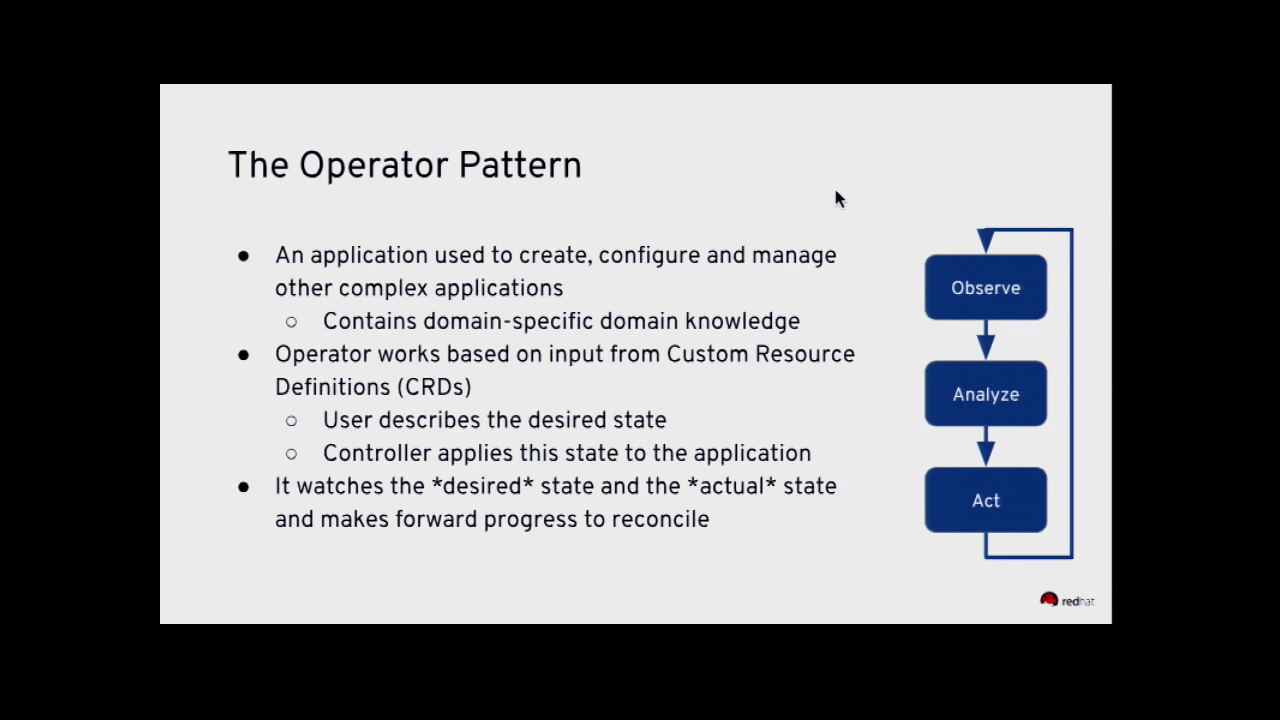 The Operator Pattern
● An application used to create, configure and manage
other complex applications
○ Contains domain-specific domain knowledge
● Operator works based on input from Custom Resource
Definitions (CRDs)
○ User describes the desired state
○ Controller applies this state to the application
● It watches the *desired* state and the *actual* state
and makes forward progress to reconcile
Observe
Analyze
Act
redhat